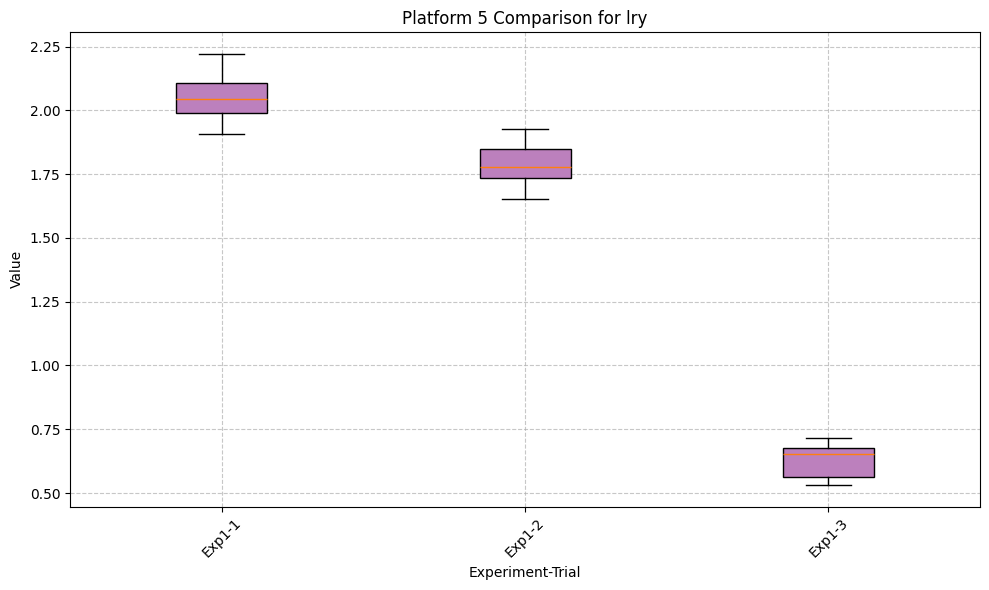 Platform 5 Comparison for lry
Value
2.25
2.00
1.75
1.50
1.25
1.00
0.75
0.50
Exp1-1
Exp1-2
Exp1-3
Experiment-Trial